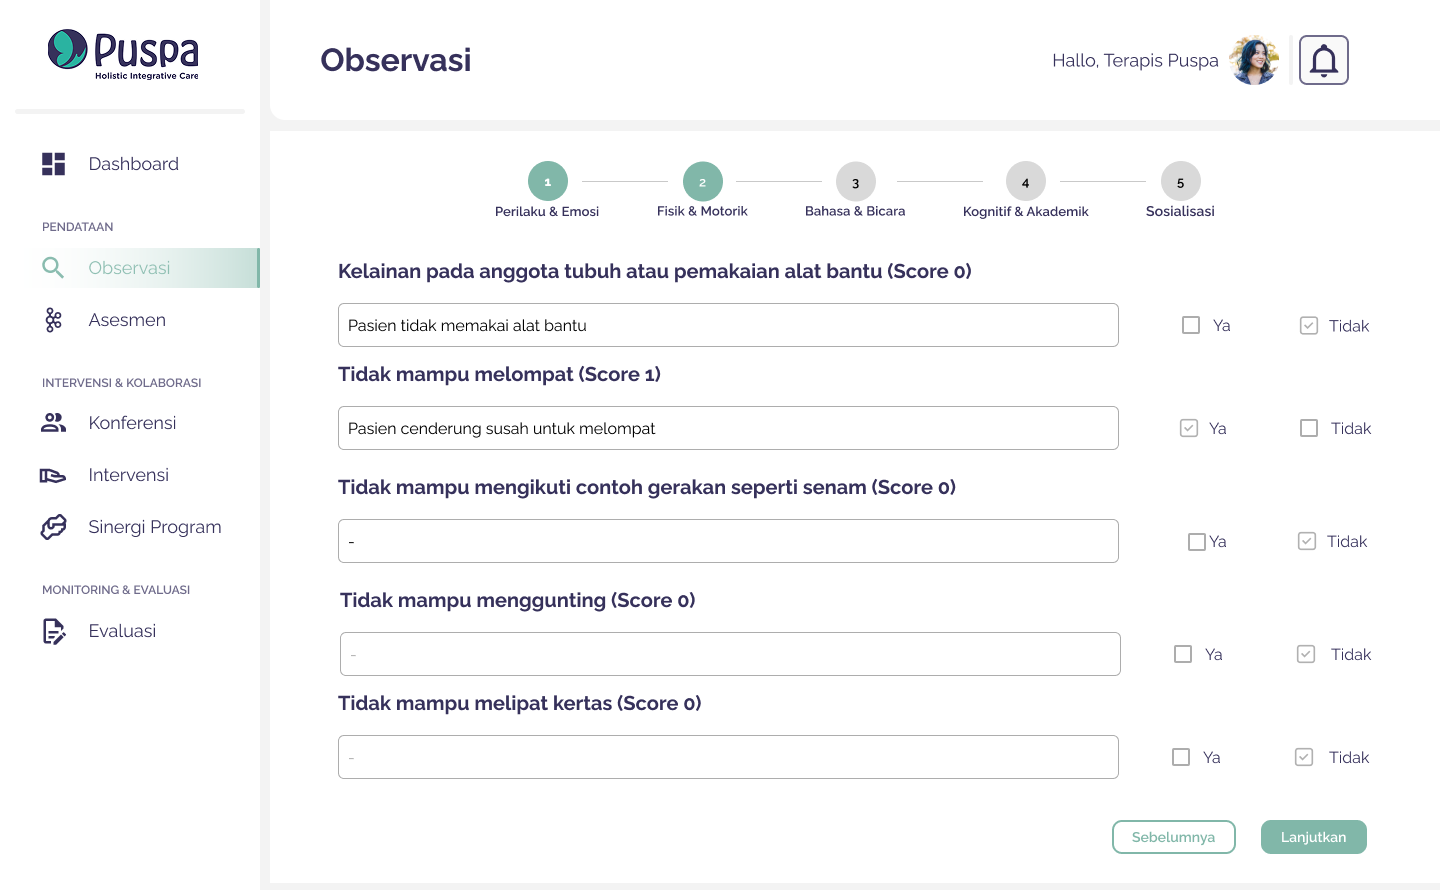 Puspa
Holistic Integrative Care
Dashboard
PENDATAAN
Observasi
Asesmen
INTERVENSI & KOLABORASI
Konferensi
Intervensi
Sinergi Program
MONITORING & EVALUASI
Evaluasi
Observasi
Hallo, Terapis Puspa
1
2
3
4
5
Perilaku & Emosi
Fisik & Motorik
Bahasa & Bicara
Kognitif & Akademik
Sosialisasi
Kelainan pada anggota tubuh atau pemakaian alat bantu (Score 0)
Pasien tidak memakai alat bantu
Ya
Tidak
Tidak mampu melompat (Score 1)
Pasien cenderung susah untuk melompat
Ya
Tidak
Tidak mampu mengikuti contoh gerakan seperti senam (Score 0)
-
Ya
Tidak
Tidak mampu menggunting (Score 0)
-
Ya
Tidak
Tidak mampu melipat kertas (Score 0)
-
Ya
Tidak
Sebelumnya
Lanjutkan